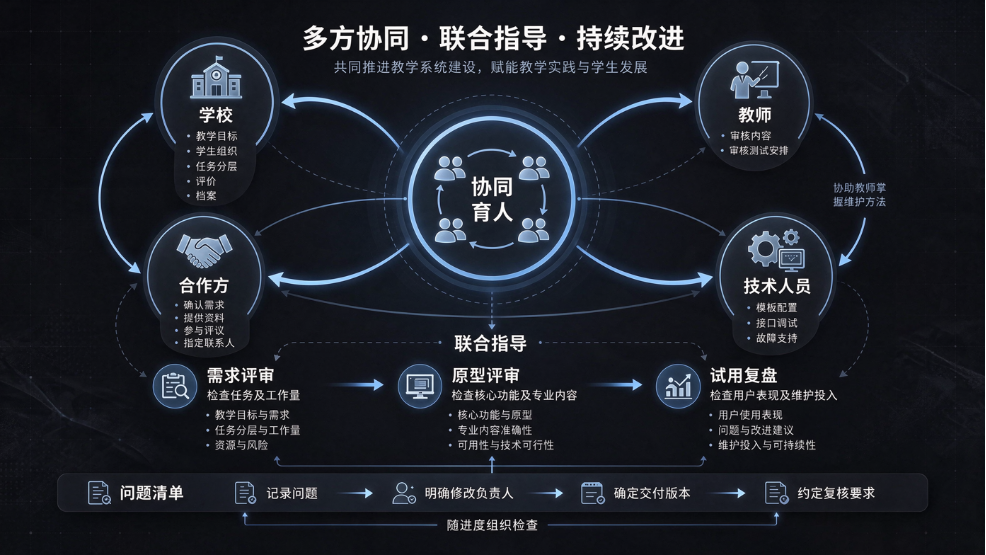 多方协同·联合指导·持续改进
共同推进教学系统建设，赋能教学实践与学生发展
学校
• 教学目标
• 学生组织
• 任务分层
• 评价
• 档案
教师
• 审核内容
• 审核测试安排
协同
育人
协助教师掌
握维护方法
合作方
• 确认需求
• 提供资料
• 参与评议
• 指定联系人
技术人员
• 模板配置
• 接口调试
• 故障支持
联合指导
需求评审
检查任务及工作量
• 教学目标与需求
• 任务分层与工作量
• 资源与风险
原型评审
检查核心功能及专业内容
• 核心功能与原型
• 专业内容准确性
• 可用性与技术可行性
试用复盘
检查用户表现及维护投入
• 用户使用表现
• 问题与改进建议
• 维护投入与可持续性
问题清单
记录问题
明确修改负责人
确定交付版本
约定复核要求
随进度组织检查